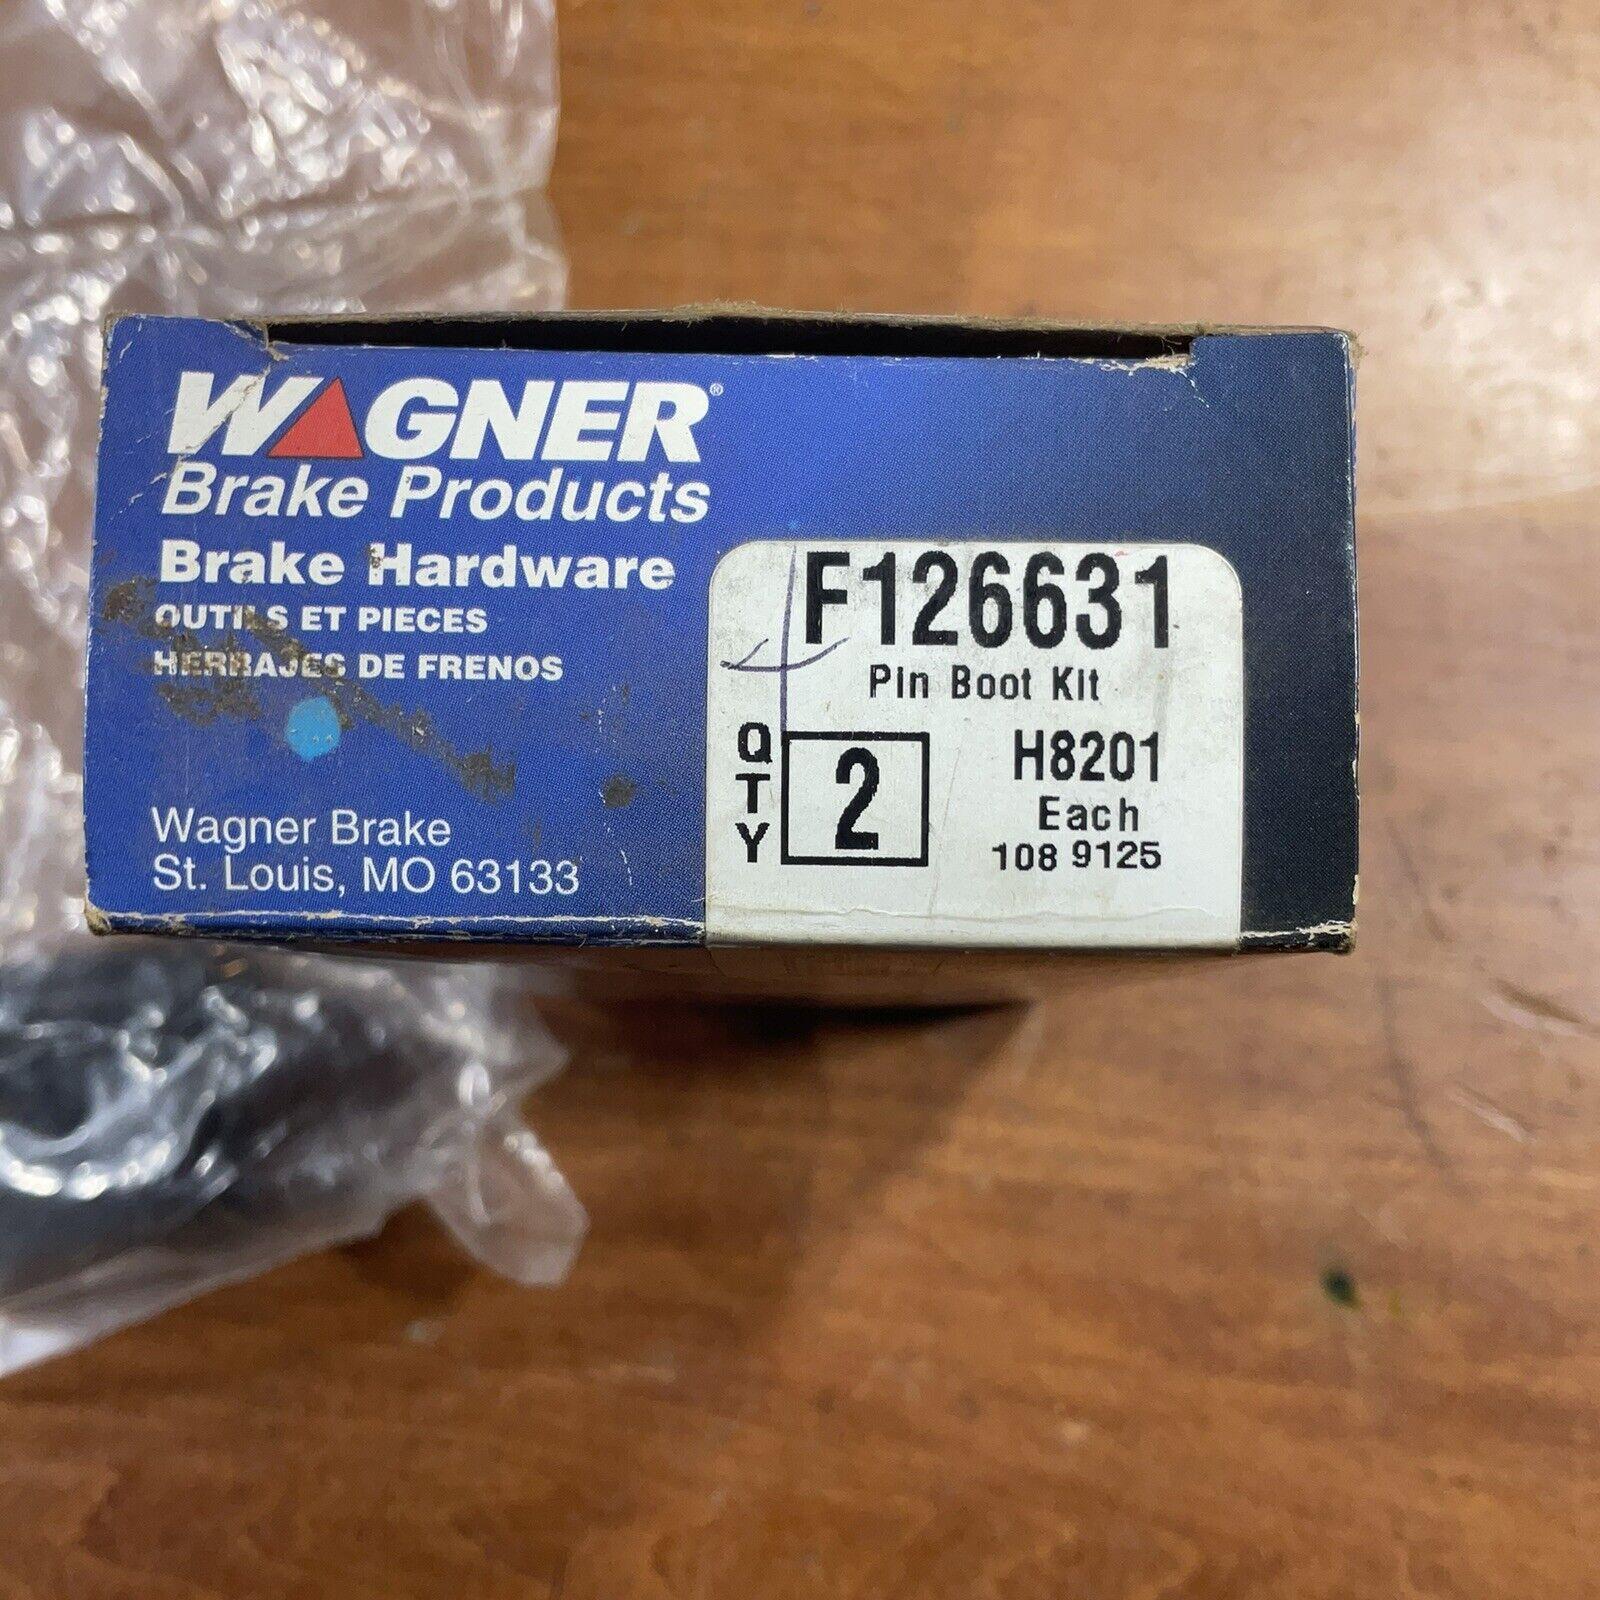 WAGNER®
Brake Products
Brake Hardware
OUTILS ET PIECES
HERRAJES DE FRENOS
Wagner Brake
St. Louis, MO 63133
F126631
Pin Boot Kit
QTY
2
H8201
Each
108 9125